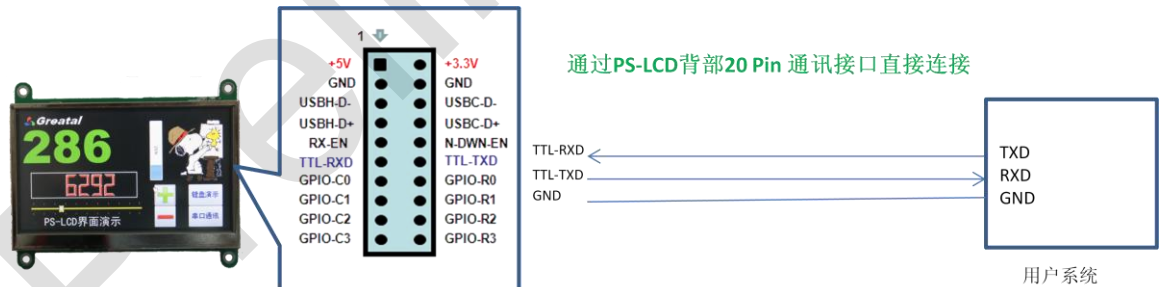 Greatal
286
6292
PS-LCD界面演示
键盘演示
串口通讯
1
+5V +3.3V
GND GND
USBH-D- USBC-D-
USBH-D+ USBC-D+
RX-EN N-DWN-EN
TTL-RXD TTL-TXD
GPIO-C0 GPIO-R0
GPIO-C1 GPIO-R1
GPIO-C2 GPIO-R2
GPIO-C3 GPIO-R3
通过PS-LCD背部20 Pin 通讯接口直接连接
TTL-RXD TXD
TTL-TXD RXD
GND GND
用户系统